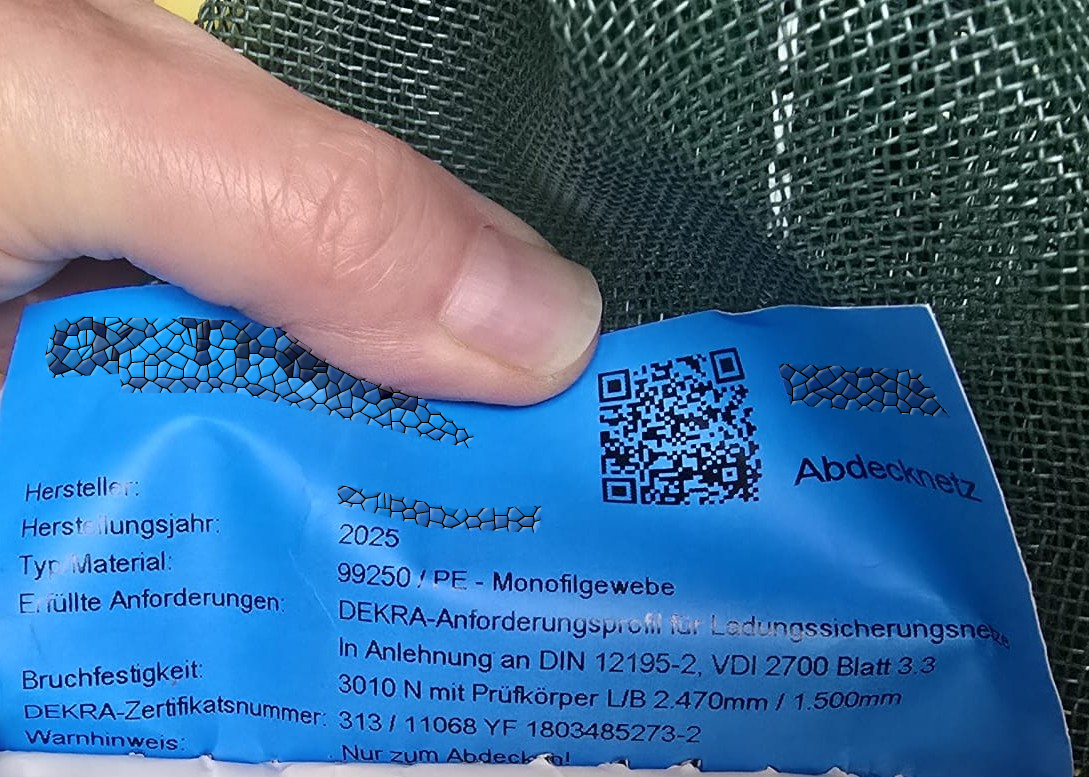 Abdecknetz
Hersteller:
Herstellungsjahr: 2025
Typ/Material: 99250 / PE - Monofilgewebe
Erfüllte Anforderungen: DEKRA-Anforderungsprofil für Ladungssicherungsnetze
In Anlehnung an DIN 12195-2, VDI 2700 Blatt 3.3
Bruchfestigkeit: 3010 N mit Prüfkörper L/B 2.470mm / 1.500mm
DEKRA-Zertifikatsnummer: 313 / 11068 YF 1803485273-2
Warnhinweis: Nur zum Abdecken!